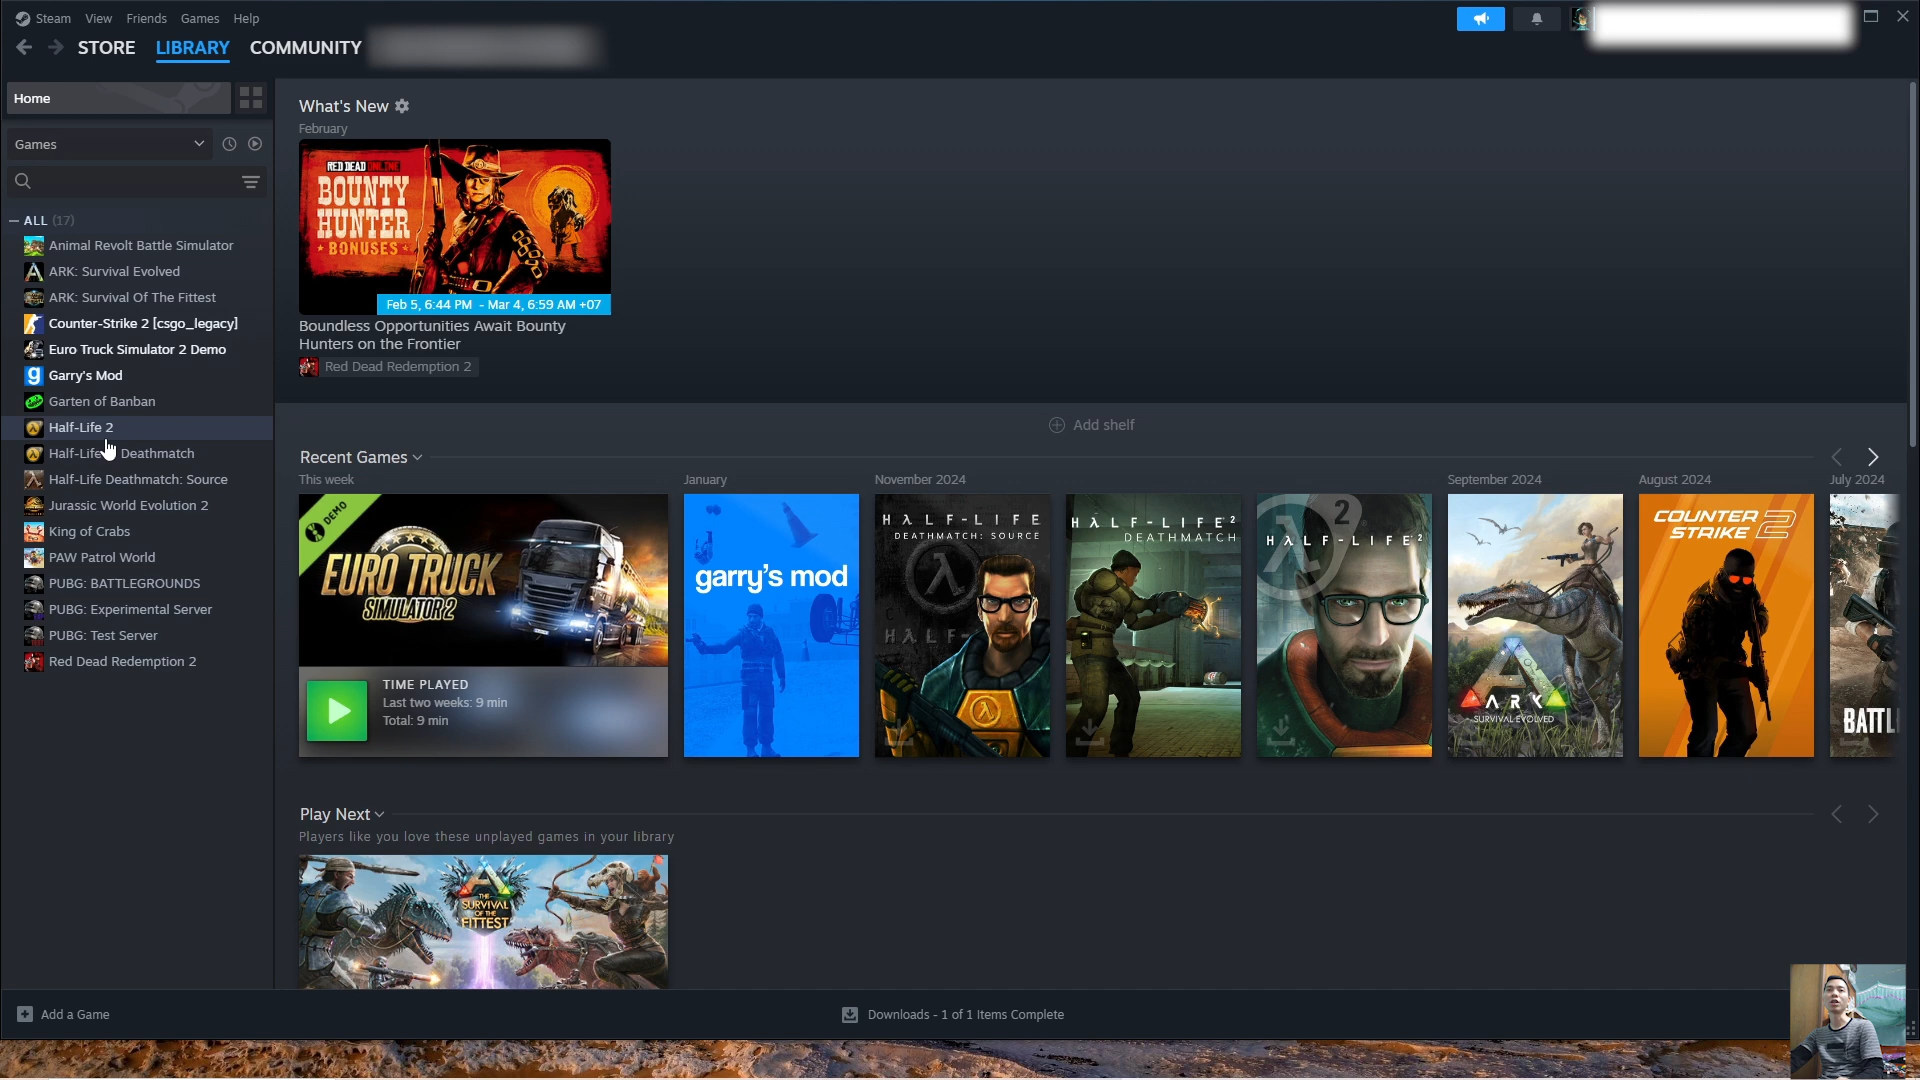 Steam View Friends Games Help
STORE LIBRARY COMMUNITY
Home
What's New
February
Games
RED DEAD ONLINE
BOUNTY
HUNTER
BONUSES
Feb 5, 6:44 PM - Mar 4, 6:59 AM +07
Boundless Opportunities Await Bounty
Hunters on the Frontier
Red Dead Redemption 2
ALL (17)
Animal Revolt Battle Simulator
ARK: Survival Evolved
ARK: Survival Of The Fittest
Counter-Strike 2 [csgo_legacy]
Euro Truck Simulator 2 Demo
Garry's Mod
Garten of Banban
Half-Life 2
Half-Life Deathmatch
Half-Life Deathmatch: Source
Jurassic World Evolution 2
King of Crabs
PAW Patrol World
PUBG: BATTLEGROUNDS
PUBG: Experimental Server
PUBG: Test Server
Red Dead Redemption 2
Add shelf
Recent Games
This week
January
November 2024
September 2024
August 2024
July 2024
DEMO
EURO TRUCK
SIMULATOR 2
TIME PLAYED
Last two weeks: 9 min
Total: 9 min
garry's mod
HλLF-LIFE
DEATHMATCH: SOURCE
HλLF-LIFE²
DEATHMATCH
2
HλLF-LIFE²
ARK
SURVIVAL EVOLVED
COUNTER
STRIKE 2
BATTL
Play Next
Players like you love these unplayed games in your library
ARK
THE
SURVIVAL
OF THE
FITTEST
Add a Game
Downloads - 1 of 1 Items Complete